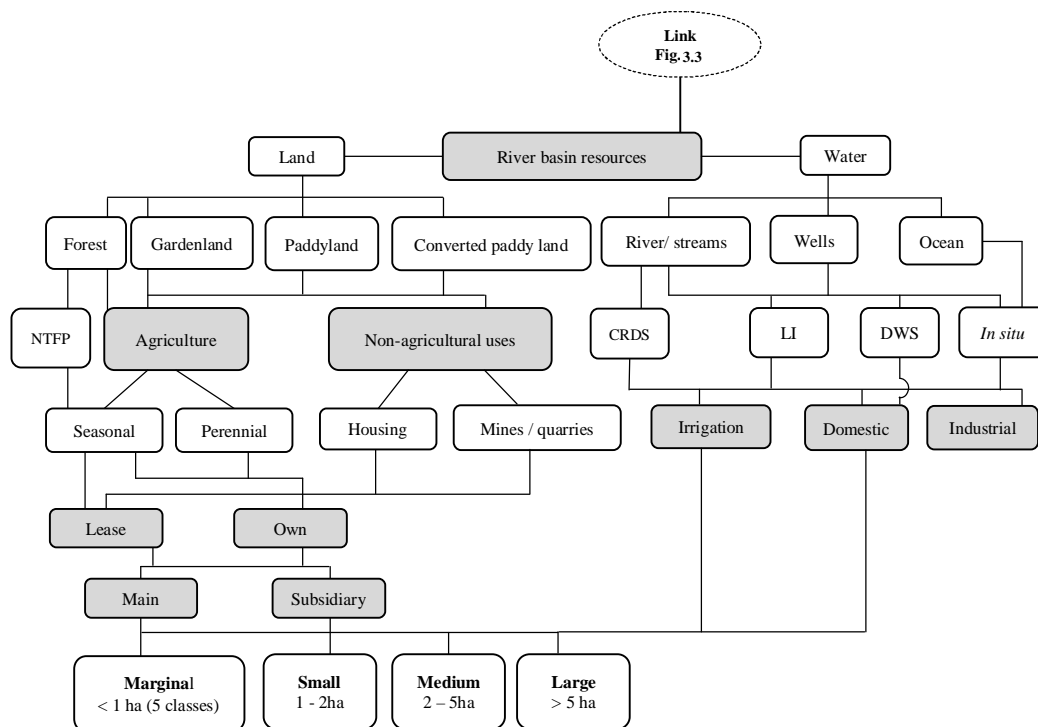 Link
Fig. 3.3
Land
River basin resources
Water
Forest
Gardenland
Paddyland
Converted paddy land
River/ streams
Wells
Ocean
NTFP
Agriculture
Non-agricultural uses
CRDS
LI
DWS
In situ
Seasonal
Perennial
Housing
Mines / quarries
Irrigation
Domestic
Industrial
Lease
Own
Main
Subsidiary
Marginal
< 1 ha (5 classes)
Small
1 - 2ha
Medium
2 – 5ha
Large
> 5 ha